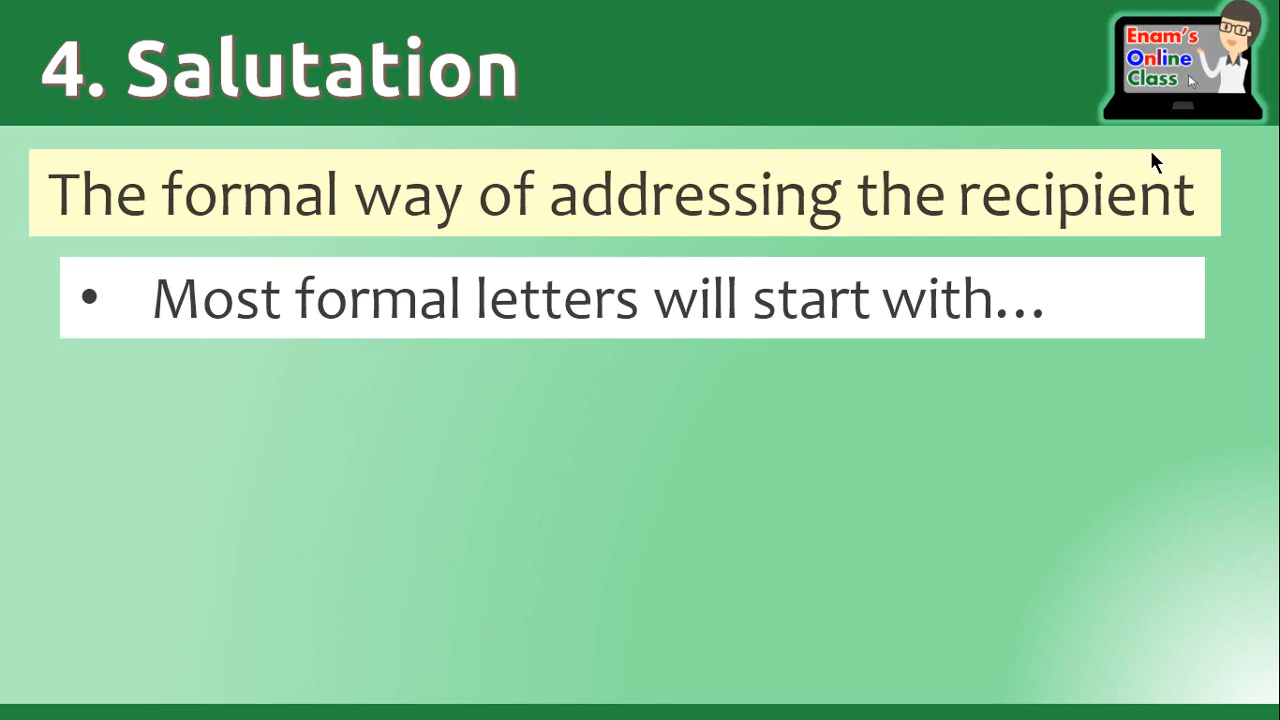 4. Salutation
Enam's
Online
Class
The formal way of addressing the recipient
• Most formal letters will start with...